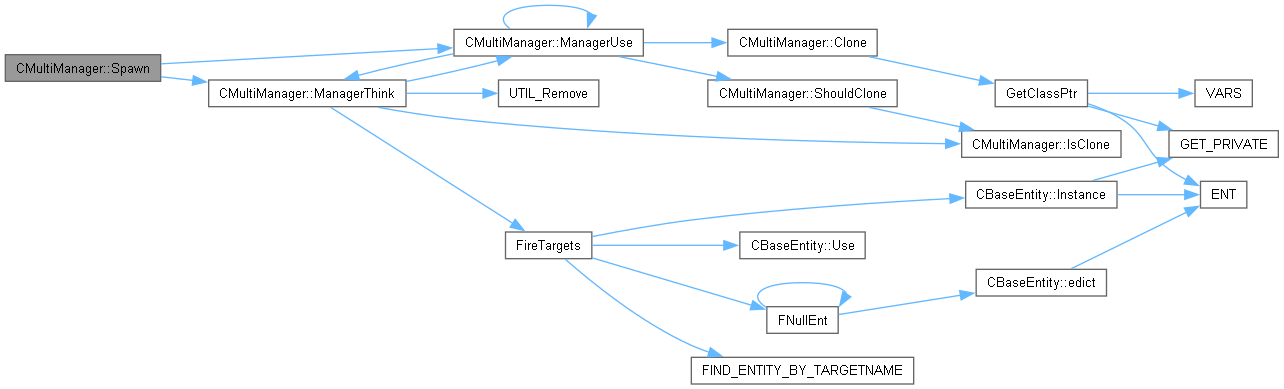 CMultiManager::Spawn
CMultiManager::ManagerUse
CMultiManager::ManagerThink
CMultiManager::Clone
UTIL_Remove
CMultiManager::ShouldClone
GetClassPtr
VARS
CMultiManager::IsClone
GET_PRIVATE
CBaseEntity::Instance
ENT
FireTargets
CBaseEntity::Use
CBaseEntity::edict
FNullEnt
FIND_ENTITY_BY_TARGETNAME